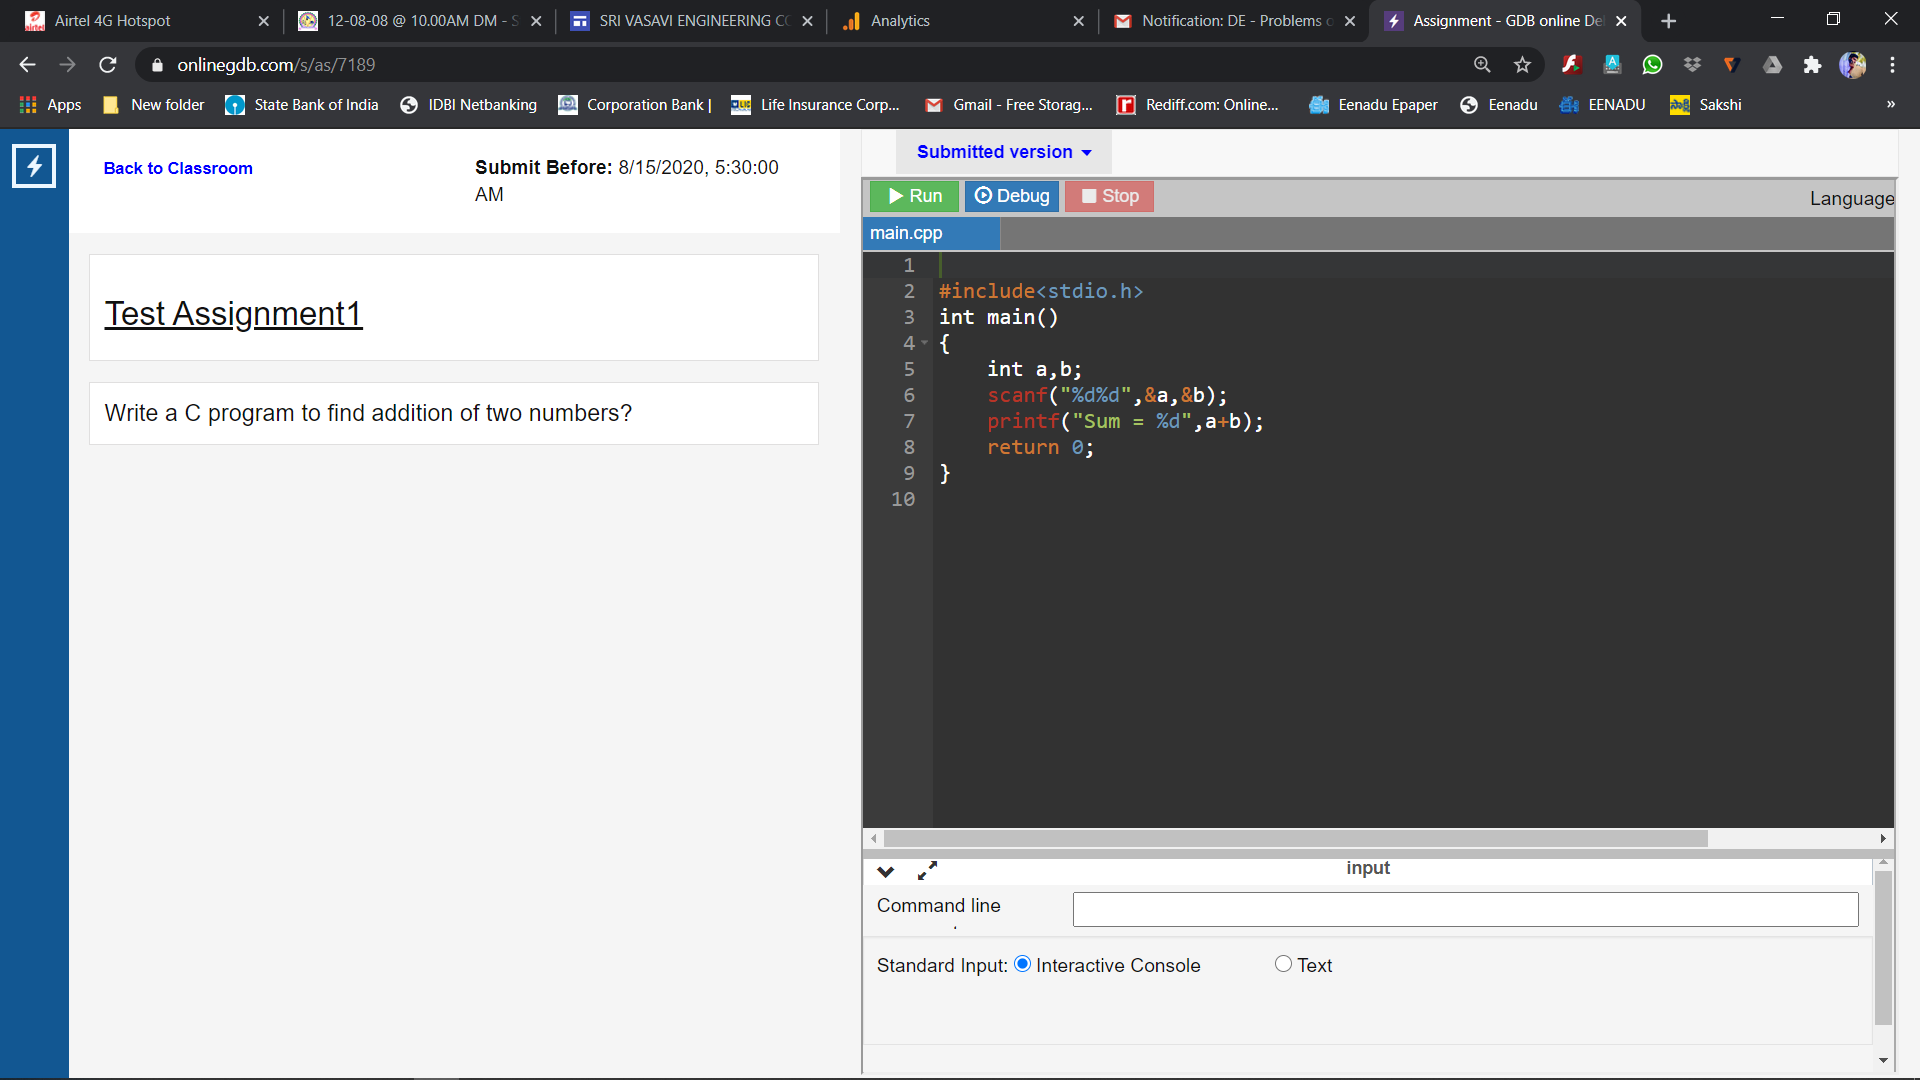 Airtel 4G Hotspot
12-08-08 @ 10.00AM DM - S
SRI VASAVI ENGINEERING CO
Analytics
Notification: DE - Problems o
Assignment - GDB online De
onlinegdb.com/s/as/7189
Apps
New folder
State Bank of India
IDBI Netbanking
Corporation Bank |
Life Insurance Corp...
Gmail - Free Storag...
Rediff.com: Online...
Eenadu Epaper
Eenadu
EENADU
Sakshi
Back to Classroom
Submit Before: 8/15/2020, 5:30:00
AM
Test Assignment1
Write a C program to find addition of two numbers?
Submitted version
Run
Debug
Stop
Language
main.cpp
1
2 #include<stdio.h>
3 int main()
4 {
5     int a,b;
6     scanf("%d%d",&a,&b);
7     printf("Sum = %d",a+b);
8     return 0;
9 }
10
input
Command line
Standard Input: Interactive Console Text